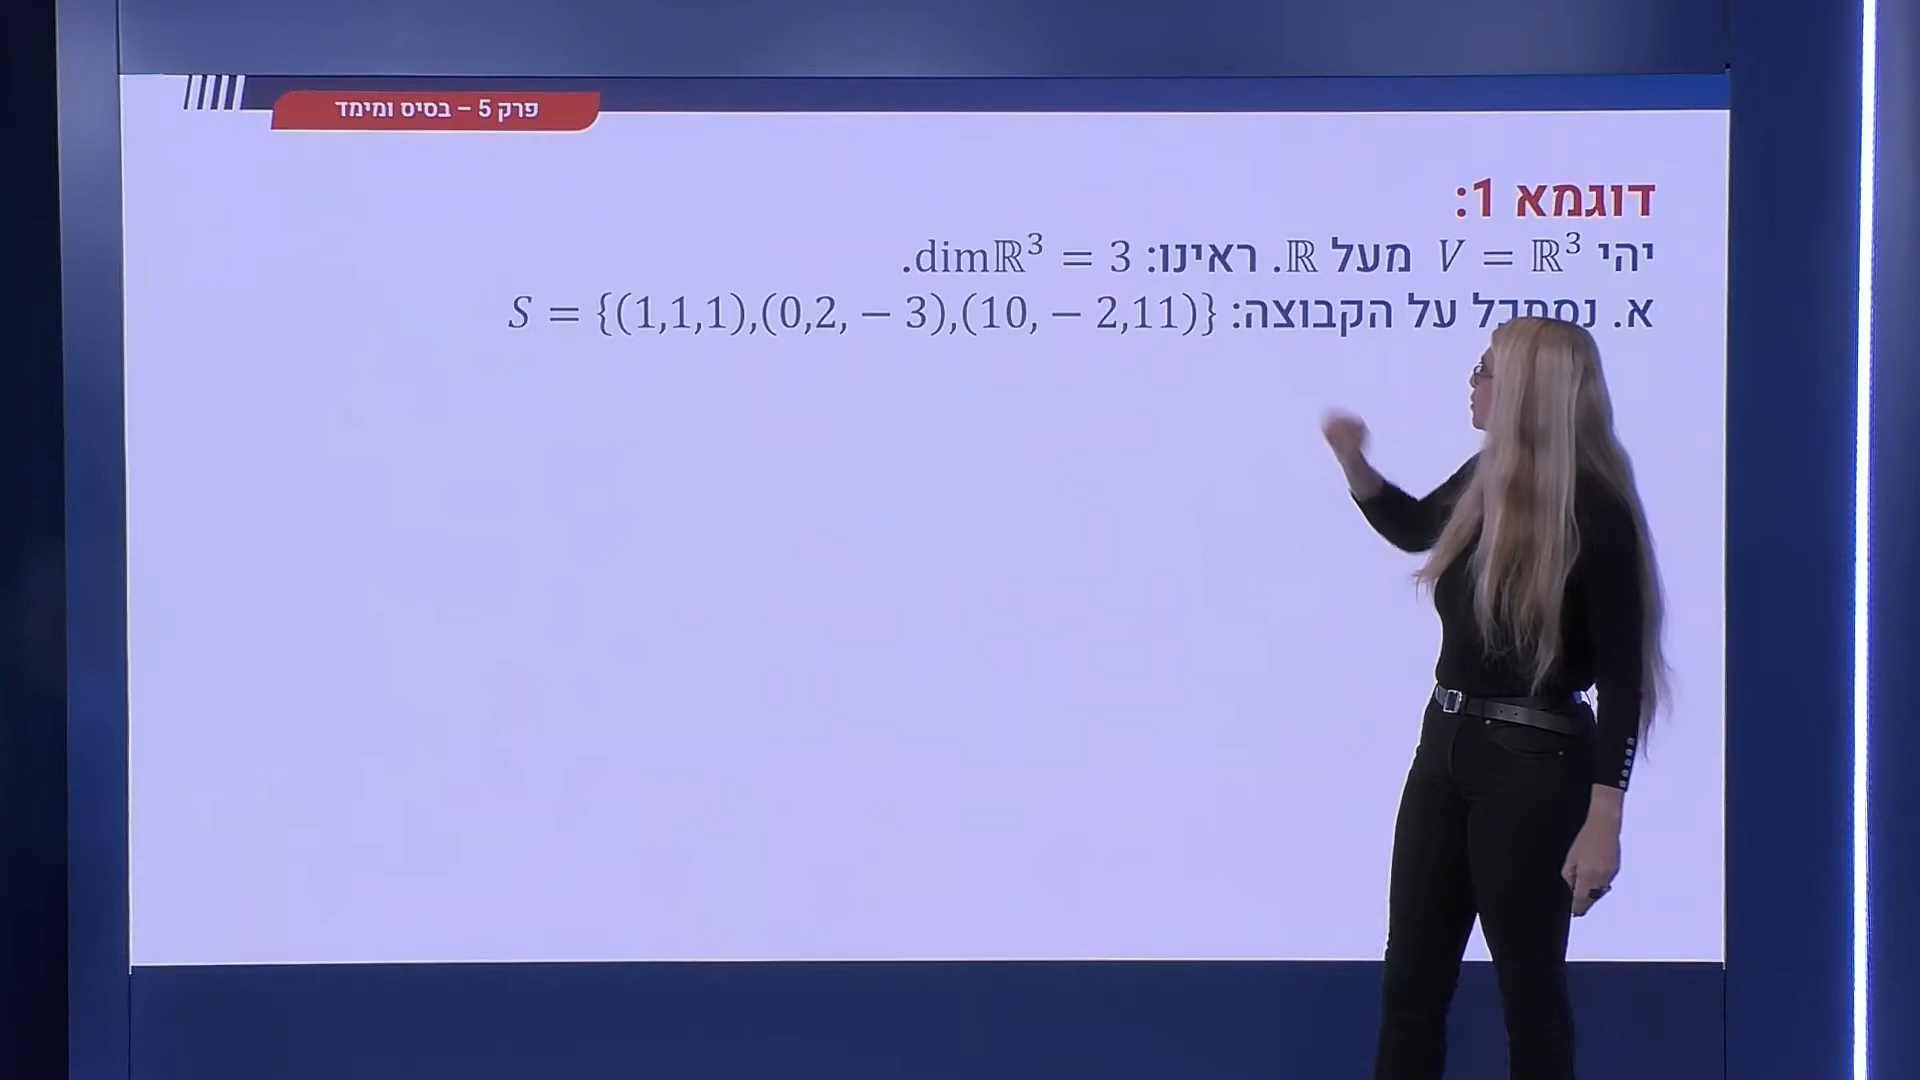 פרק 5 – בסיס ומימד
דוגמא 1:
יהי V = ℝ³ מעל ℝ. ראינו: dimℝ³ = 3.
א. נסתכל על הקבוצה: S = {(1,1,1),(0,2, − 3),(10, − 2,11)}